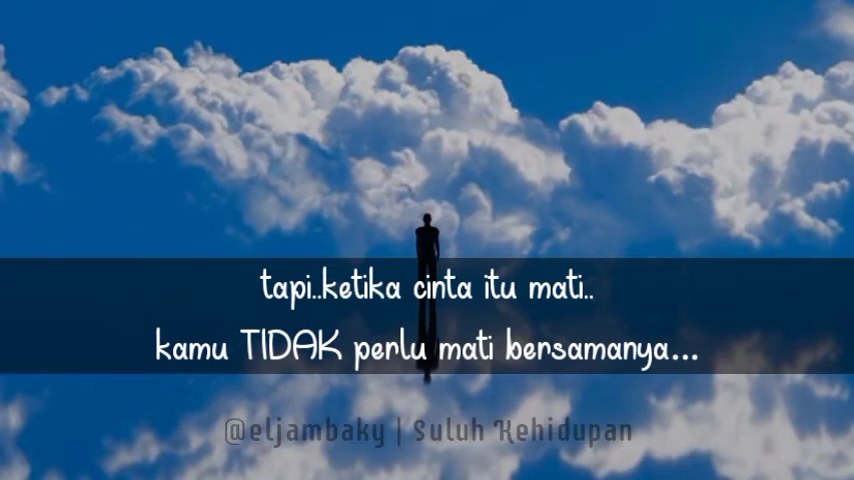 tapi..ketika cinta itu mati..
kamu TIDAK perlu mati bersamanya...
@eljambaky | Suluh Kehidupan